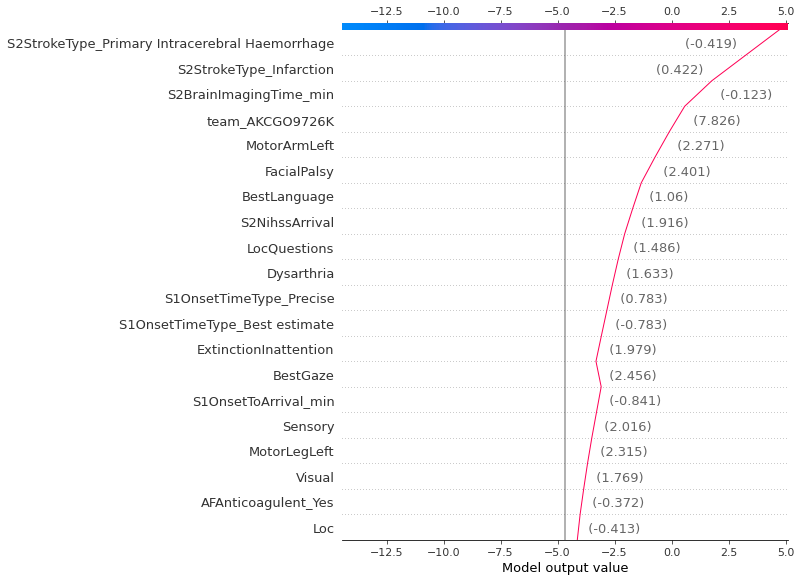 −12.5 −10.0 −7.5 −5.0 −2.5 0.0 2.5 5.0
S2StrokeType_Primary Intracerebral Haemorrhage (-0.419)
S2StrokeType_Infarction (0.422)
S2BrainImagingTime_min (-0.123)
team_AKCGO9726K (7.826)
MotorArmLeft (2.271)
FacialPalsy (2.401)
BestLanguage (1.06)
S2NihssArrival (1.916)
LocQuestions (1.486)
Dysarthria (1.633)
S1OnsetTimeType_Precise (0.783)
S1OnsetTimeType_Best estimate (-0.783)
ExtinctionInattention (1.979)
BestGaze (2.456)
S1OnsetToArrival_min (-0.841)
Sensory (2.016)
MotorLegLeft (2.315)
Visual (1.769)
AFAnticoagulent_Yes (-0.372)
Loc (-0.413)
−12.5 −10.0 −7.5 −5.0 −2.5 0.0 2.5 5.0
Model output value